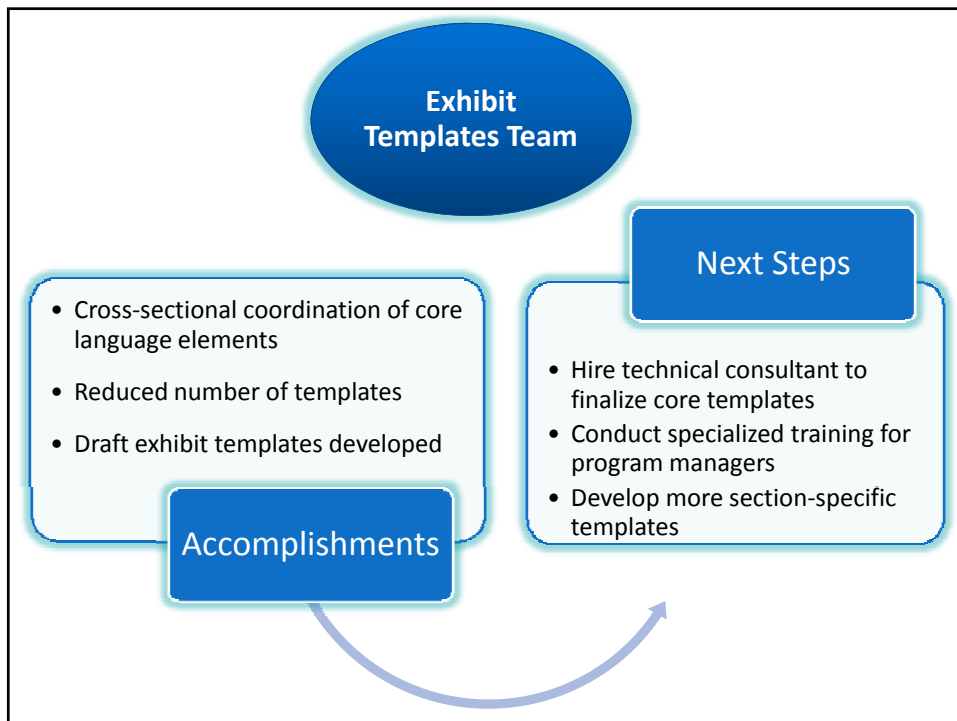 Exhibit
Templates Team
• Cross-sectional coordination of core
language elements
• Reduced number of templates
• Draft exhibit templates developed
Accomplishments
Next Steps
• Hire technical consultant to
finalize core templates
• Conduct specialized training for
program managers
• Develop more section-specific
templates